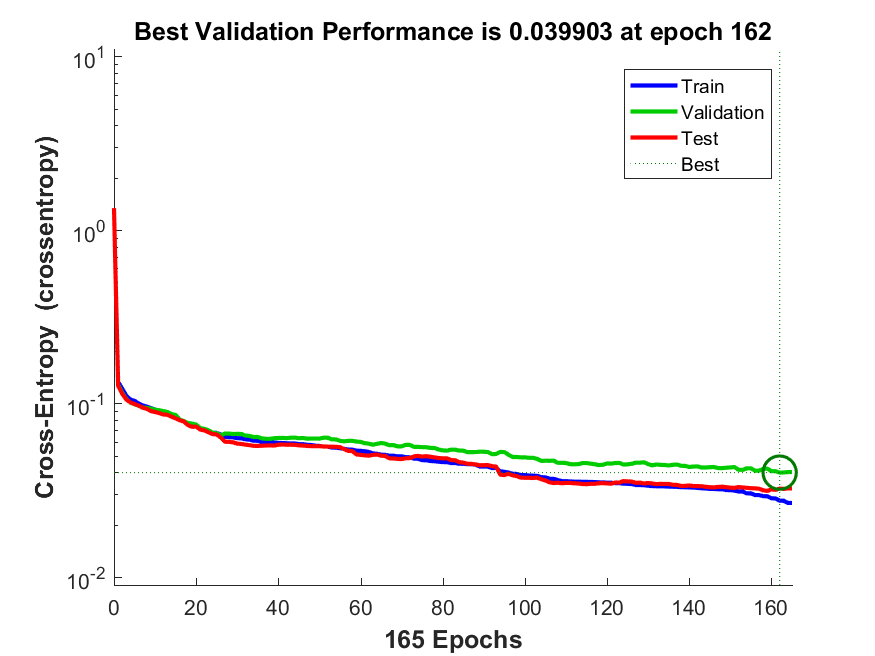 Best Validation Performance is 0.039903 at epoch 162
Cross-Entropy (crossentropy)
10^1
10^0
10^-1
10^-2
Train
Validation
Test
Best
0 20 40 60 80 100 120 140 160
165 Epochs